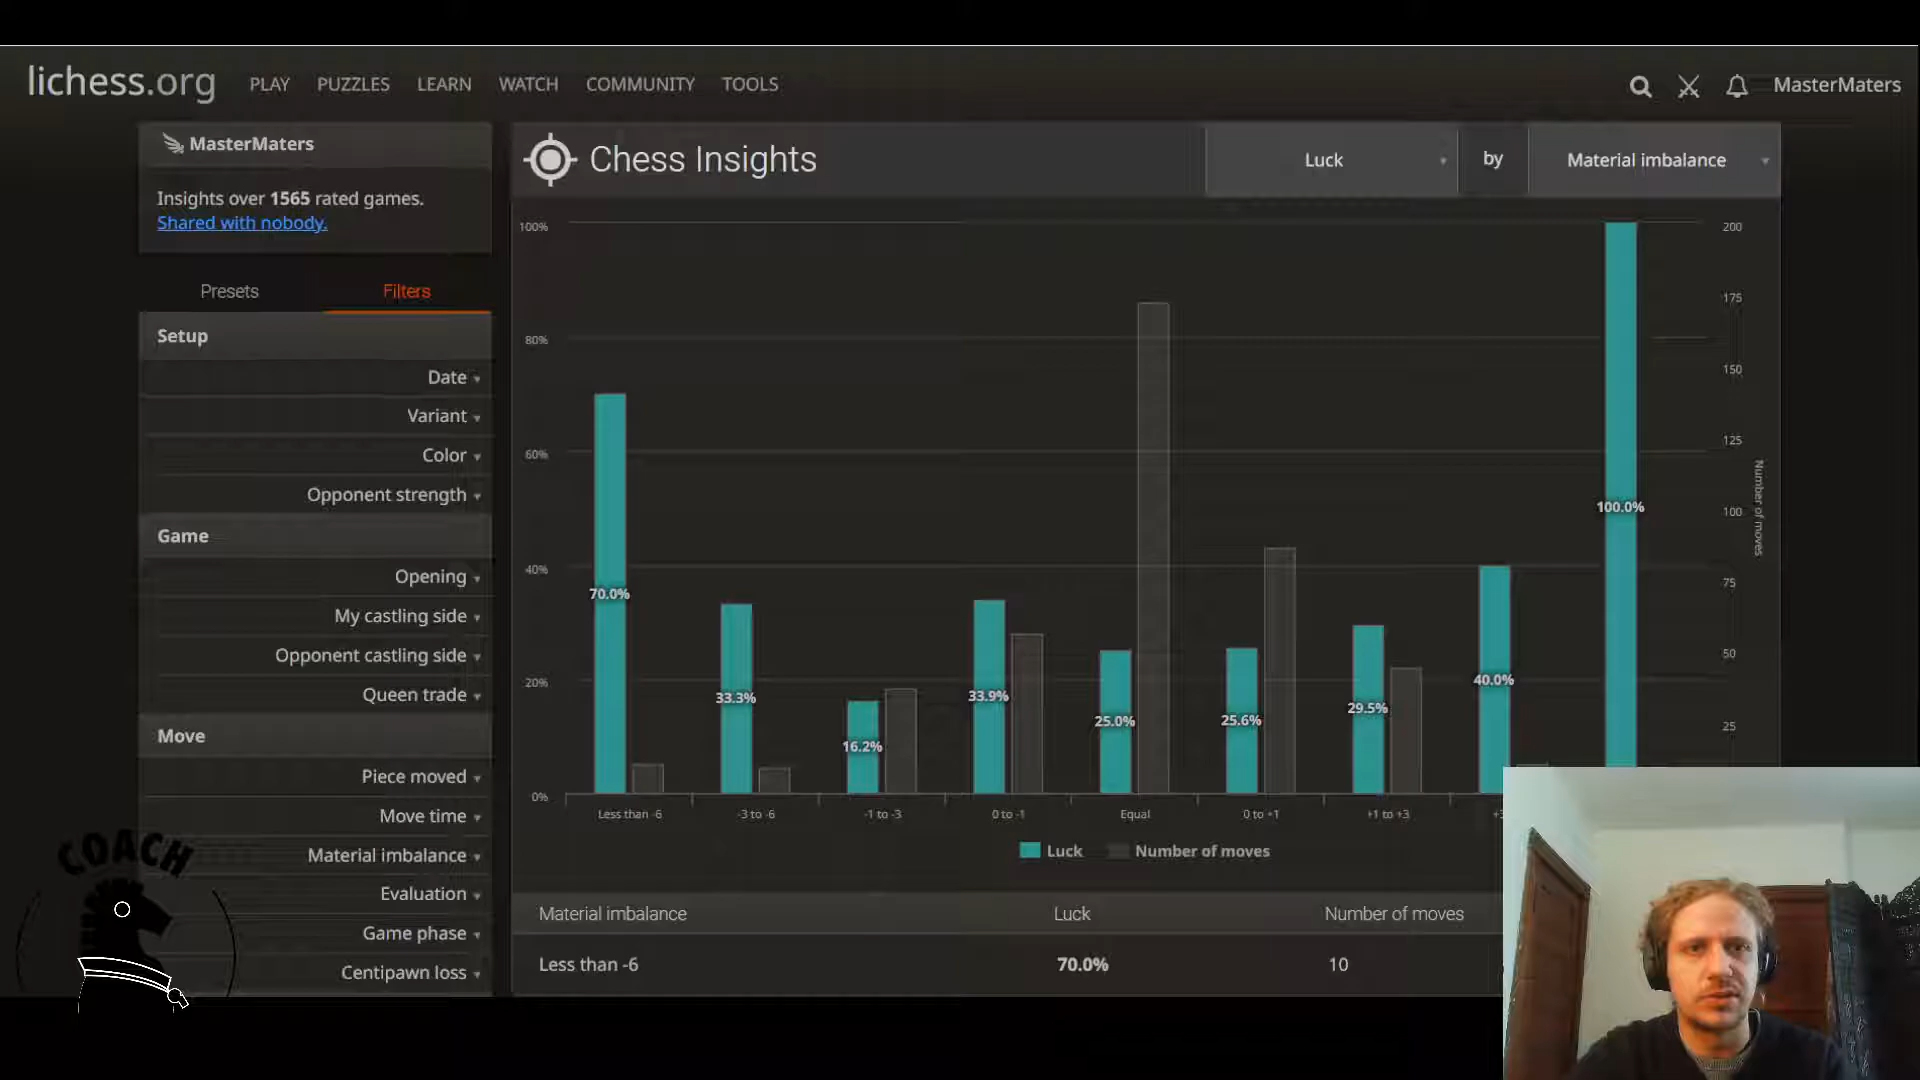 lichess.org PLAY PUZZLES LEARN WATCH COMMUNITY TOOLS MasterMaters
MasterMaters
Insights over 1565 rated games.
Shared with nobody.
Presets Filters
Setup
Date
Variant
Color
Opponent strength
Game
Opening
My castling side
Opponent castling side
Queen trade
Move
Piece moved
Move time
Material imbalance
Evaluation
Game phase
Centipawn loss
COACH
Chess Insights Luck by Material imbalance
100% 200
175
80%
150
125
60%
100
40%
75
50
20%
25
0%
Number of moves
70.0% 33.3% 16.2% 33.9% 25.0% 25.6% 29.5% 40.0% 100.0%
Less than -6 -3 to -6 -1 to -3 0 to -1 Equal 0 to +1 +1 to +3
Luck Number of moves
Material imbalance Luck Number of moves
Less than -6 70.0% 10